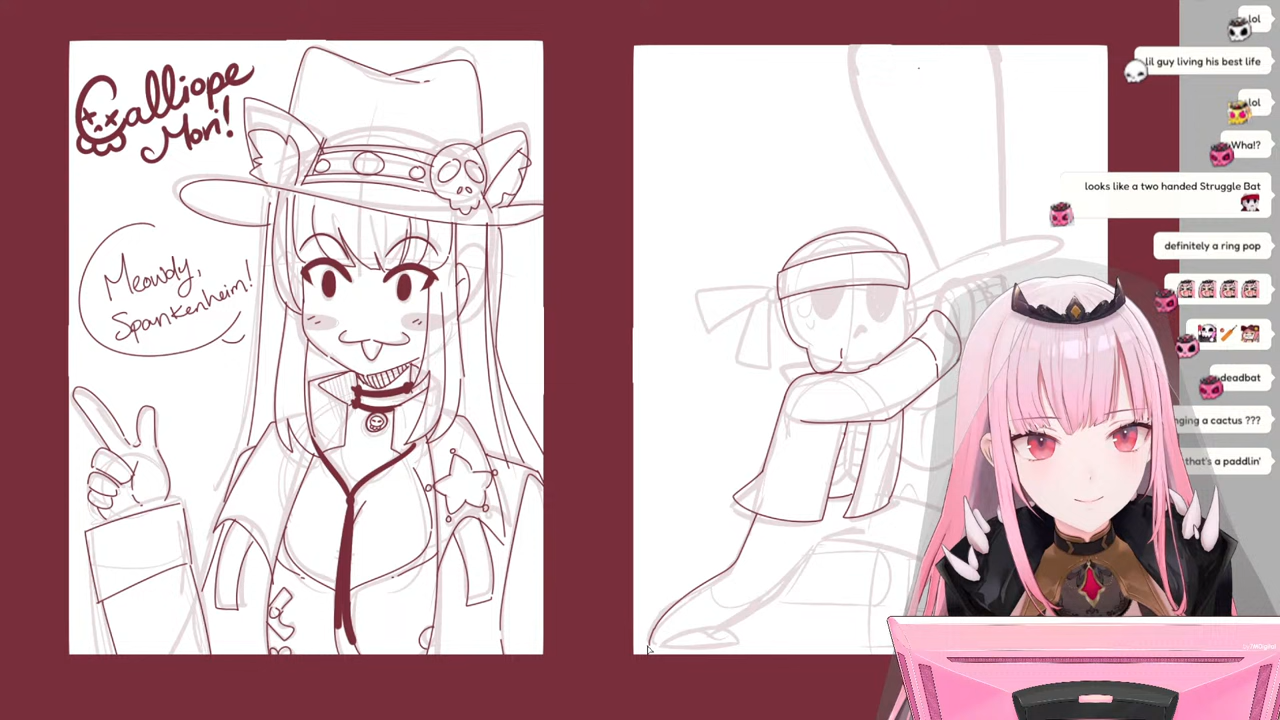 Calliope
Mori!
Meowdy,
Spankenheim!
lol
lil guy living his best life
lol
Wha!?
looks like a two handed Struggle Bat
definitely a ring pop
deadbat
nging a cactus ???
that's a paddlin'